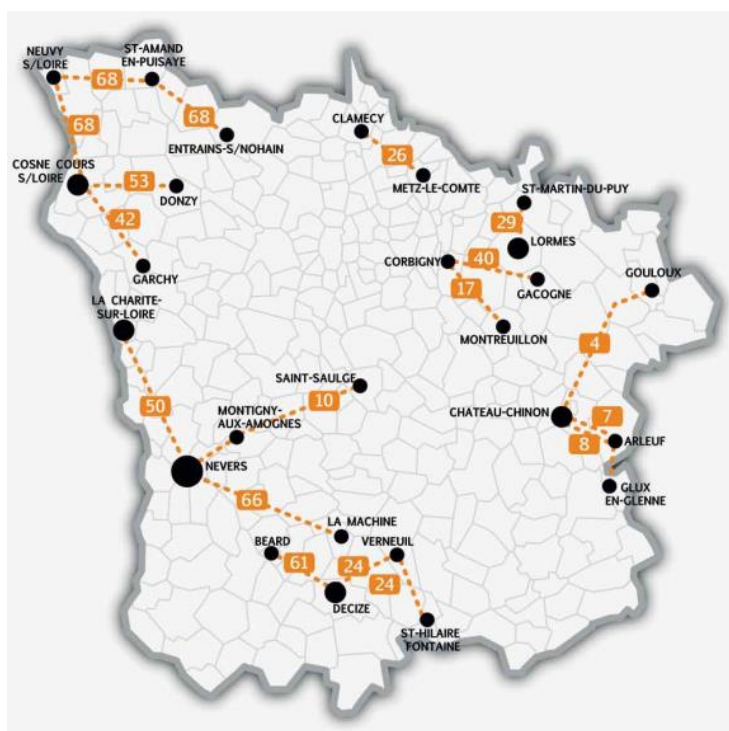 NEUVY
S/LOIRE
ST-AMAND
EN-PUISAYE
68
68
68
ENTRAINS-S/NOHAIN
CLAMECY
26
METZ-LE-COMTE
COSNE COURS
S/LOIRE
53
DONZY
42
GARCHY
ST-MARTIN-DU-PUY
29
LORMES
CORBIGNY
40
GACOGNE
17
MONTREUILLON
GOULOUX
4
LA CHARITE-
SUR-LOIRE
50
SAINT-SAULGE
10
MONTIGNY-
AUX-AMOGNES
NEVERS
CHATEAU-CHINON
7
8
ARLEUF
GLUX
EN-GLENNE
66
LA MACHINE
BEARD
VERNEUIL
61
24
24
DECIZE
ST-HILAIRE
FONTAINE